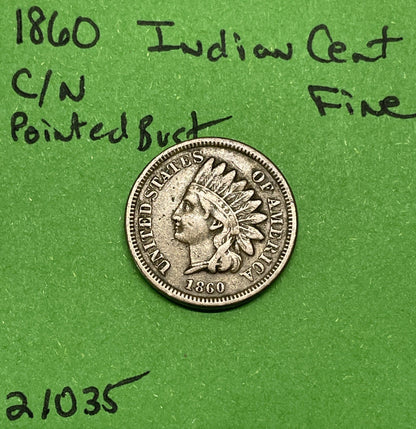 1860 Indian Cent
C/N Fine
Pointed Bust
UNITED STATES OF AMERICA
1860
21035